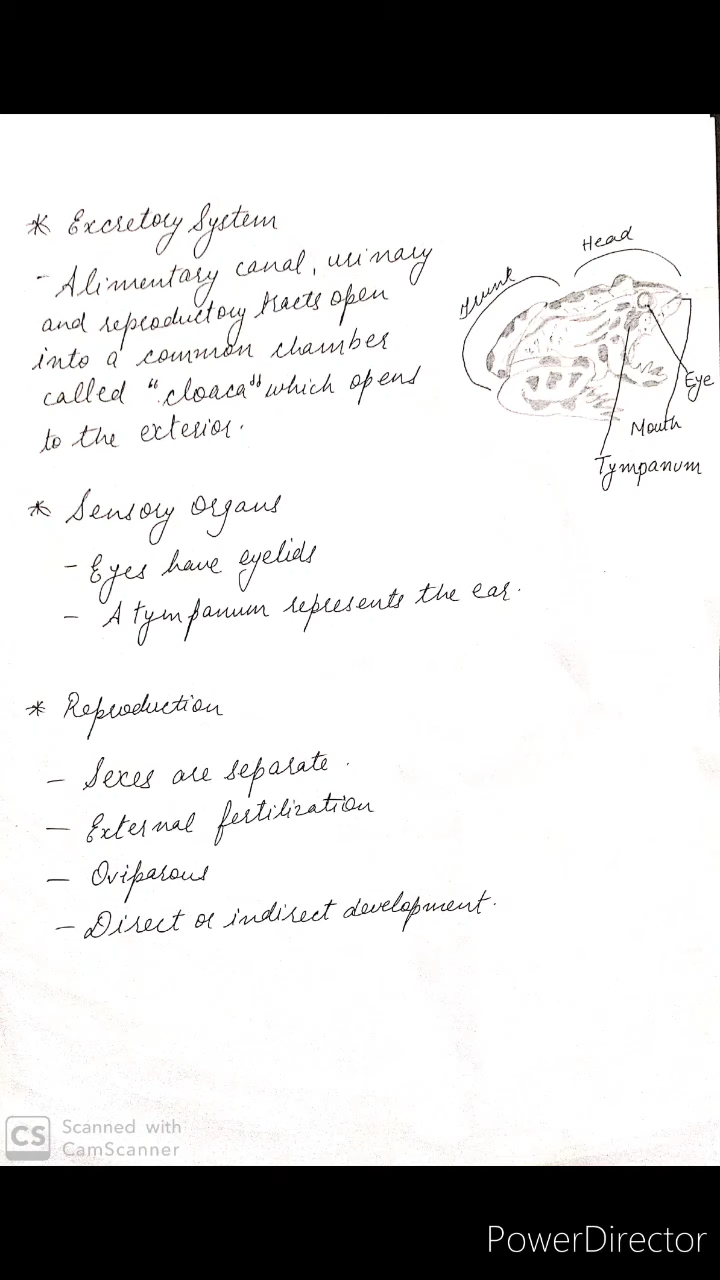 * Excretory System
- Alimentary canal, urinary
and reproductory tracts open
into a common chamber
called "cloaca" which opens
to the exterior.
Head
Trunk
Eye
Mouth
Tympanum
* Sensory Organs
- Eyes have eyelids
- A tympanum represents the ear.
* Reproduction
- Sexes are separate.
- External fertilization
- Oviparous
- Direct or indirect development.
CS Scanned with
CamScanner
PowerDirector